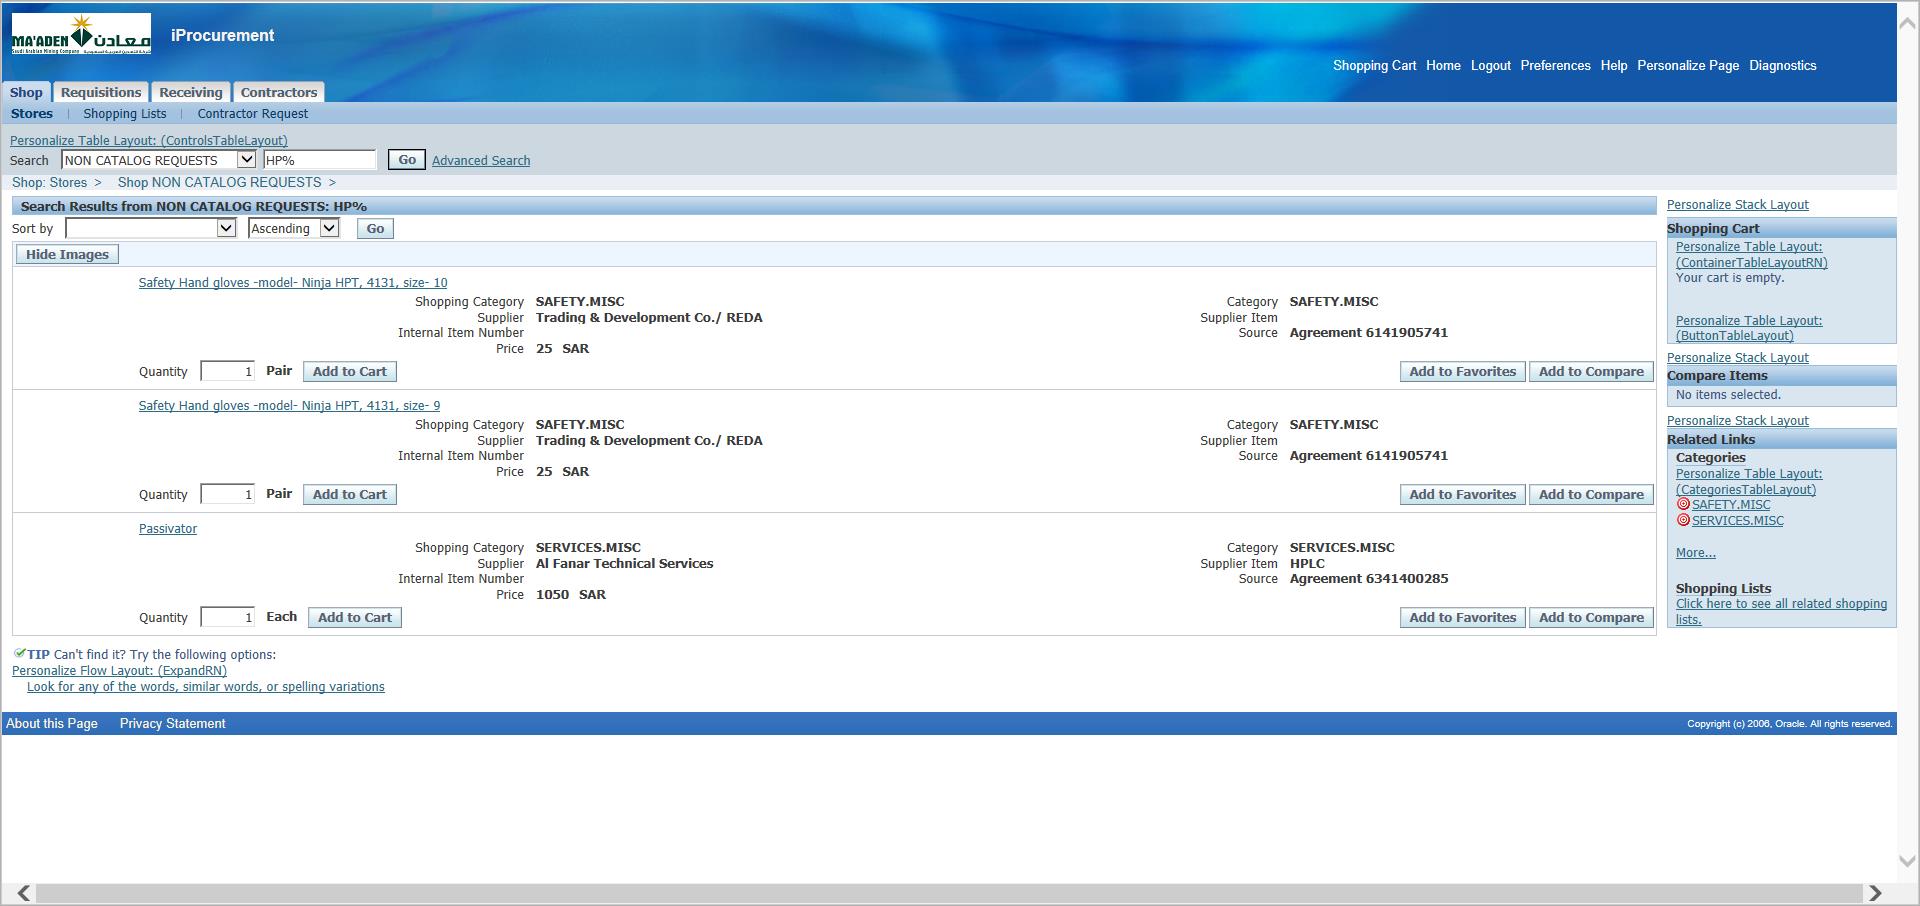 MA'ADEN معادن
Saudi Arabian Mining Company
iProcurement
Shopping Cart Home Logout Preferences Help Personalize Page Diagnostics
Shop Requisitions Receiving Contractors
Stores | Shopping Lists | Contractor Request
Personalize Table Layout: (ControlsTableLayout)
Search NON CATALOG REQUESTS HP% Go Advanced Search
Shop: Stores > Shop NON CATALOG REQUESTS >
Search Results from NON CATALOG REQUESTS: HP%
Sort by Ascending Go
Hide Images
Safety Hand gloves -model- Ninja HPT, 4131, size- 10
Shopping Category SAFETY.MISC Category SAFETY.MISC
Supplier Trading & Development Co./ REDA Supplier Item
Internal Item Number Source Agreement 6141905741
Price 25 SAR
Quantity 1 Pair Add to Cart Add to Favorites Add to Compare
Safety Hand gloves -model- Ninja HPT, 4131, size- 9
Shopping Category SAFETY.MISC Category SAFETY.MISC
Supplier Trading & Development Co./ REDA Supplier Item
Internal Item Number Source Agreement 6141905741
Price 25 SAR
Quantity 1 Pair Add to Cart Add to Favorites Add to Compare
Passivator
Shopping Category SERVICES.MISC Category SERVICES.MISC
Supplier Al Fanar Technical Services Supplier Item HPLC
Internal Item Number Source Agreement 6341400285
Price 1050 SAR
Quantity 1 Each Add to Cart Add to Favorites Add to Compare
TIP Can't find it? Try the following options:
Personalize Flow Layout: (ExpandRN)
Look for any of the words, similar words, or spelling variations
Personalize Stack Layout
Shopping Cart
Personalize Table Layout:
(ContainerTableLayoutRN)
Your cart is empty.
Personalize Table Layout:
(ButtonTableLayout)
Personalize Stack Layout
Compare Items
No items selected.
Personalize Stack Layout
Related Links
Categories
Personalize Table Layout:
(CategoriesTableLayout)
SAFETY.MISC
SERVICES.MISC
More...
Shopping Lists
Click here to see all related shopping
lists.
About this Page Privacy Statement Copyright (c) 2006, Oracle. All rights reserved.